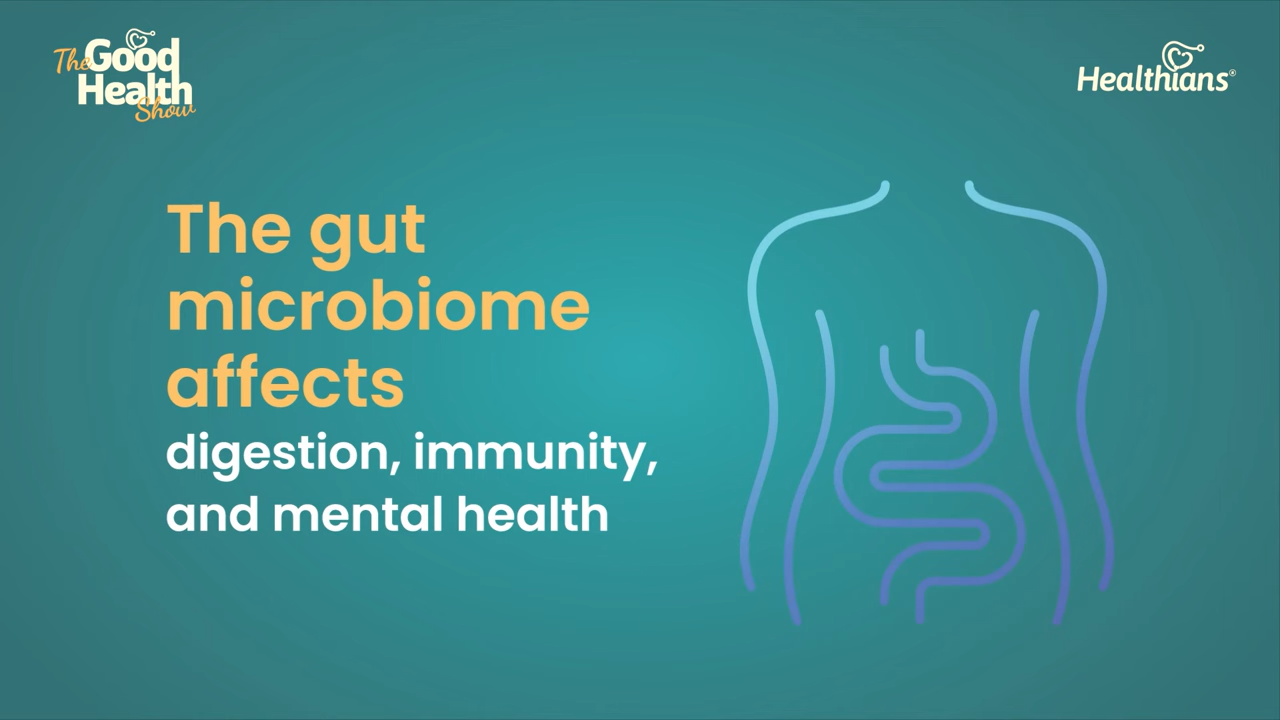 The Good
Health
Show
Healthians®
The gut
microbiome
affects
digestion, immunity,
and mental health